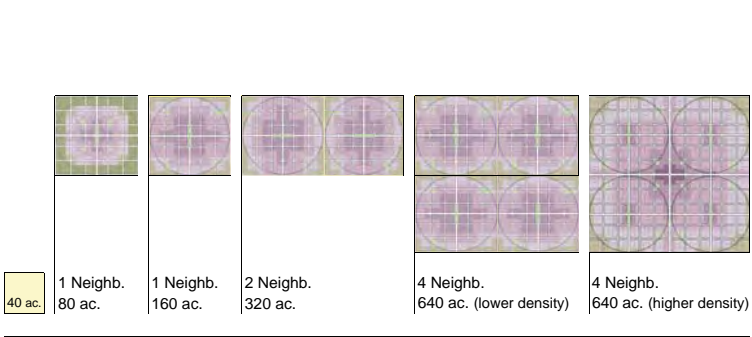 40 ac.
1 Neighb.
80 ac.
1 Neighb.
160 ac.
2 Neighb.
320 ac.
4 Neighb.
640 ac. (lower density)
4 Neighb.
640 ac. (higher density)